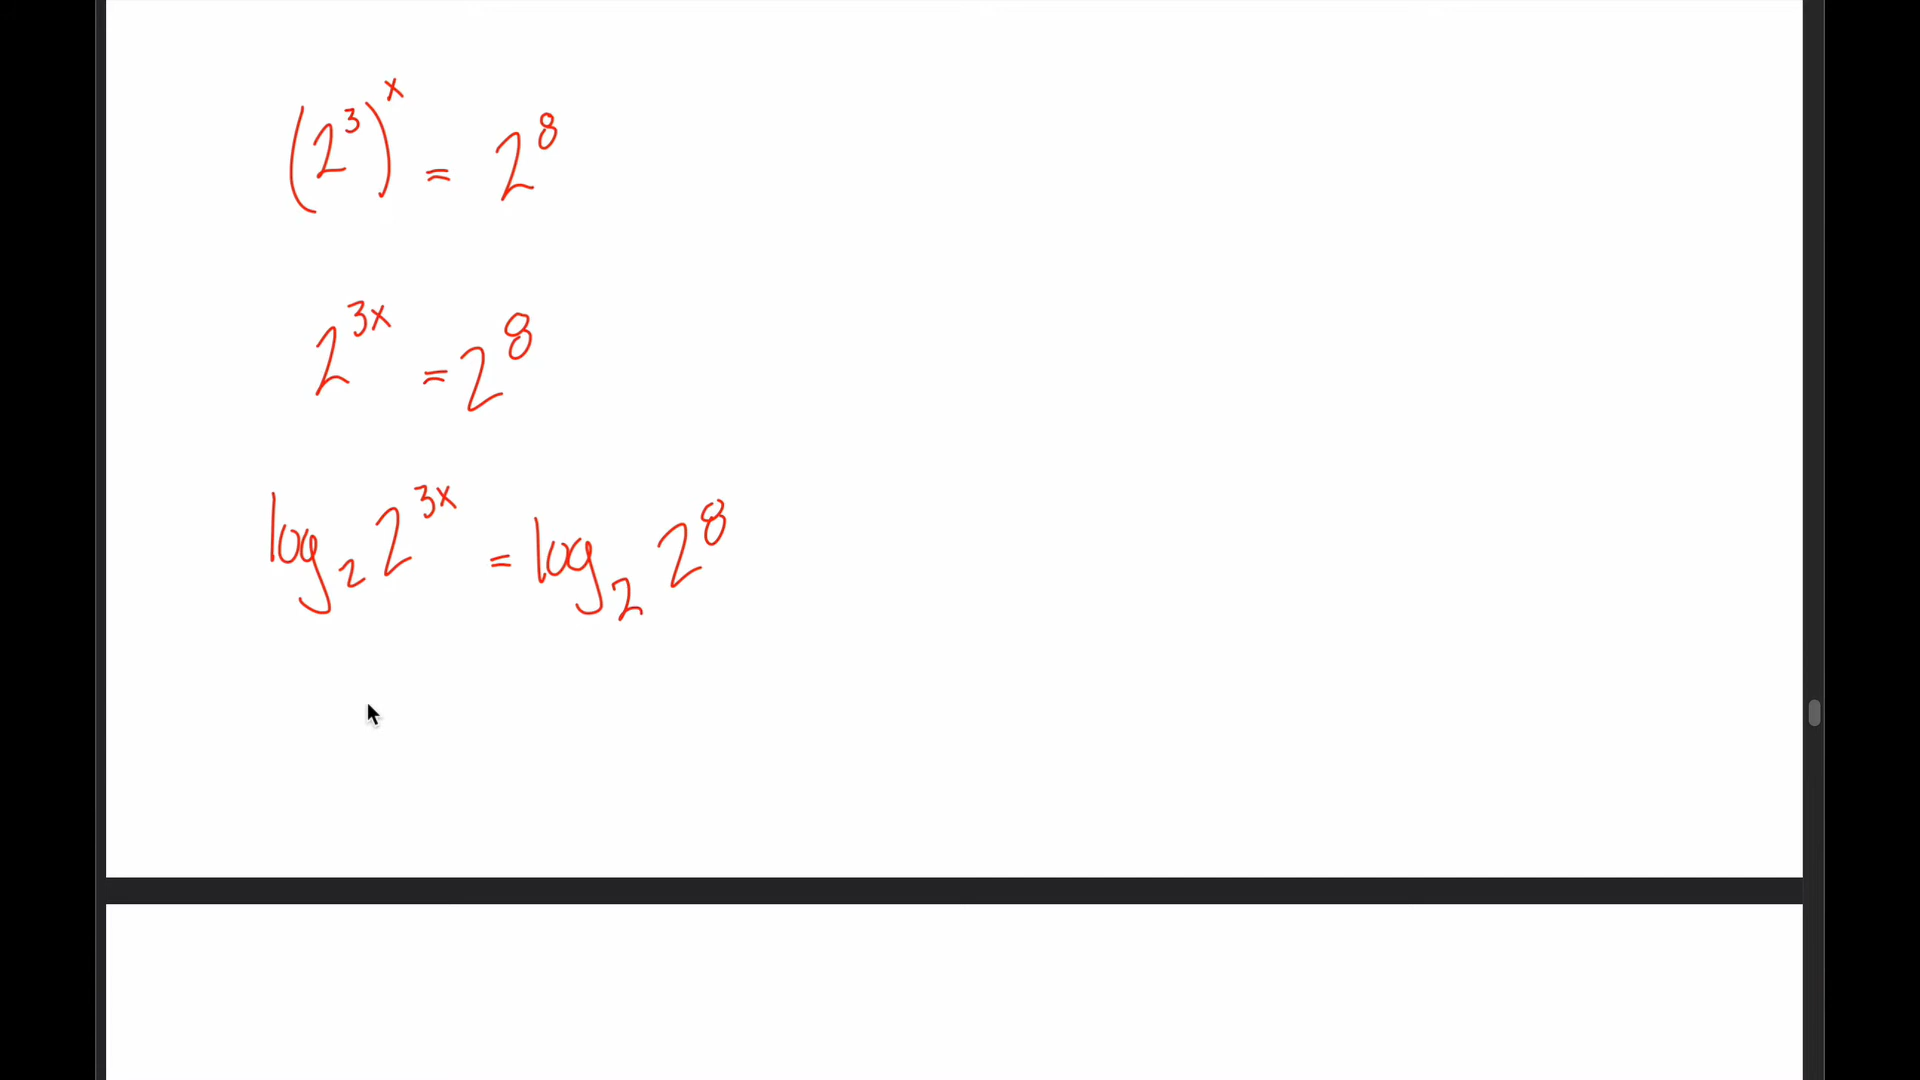 (2³)ˣ = 2⁸
2³ˣ = 2⁸
log₂ 2³ˣ = log₂ 2⁸